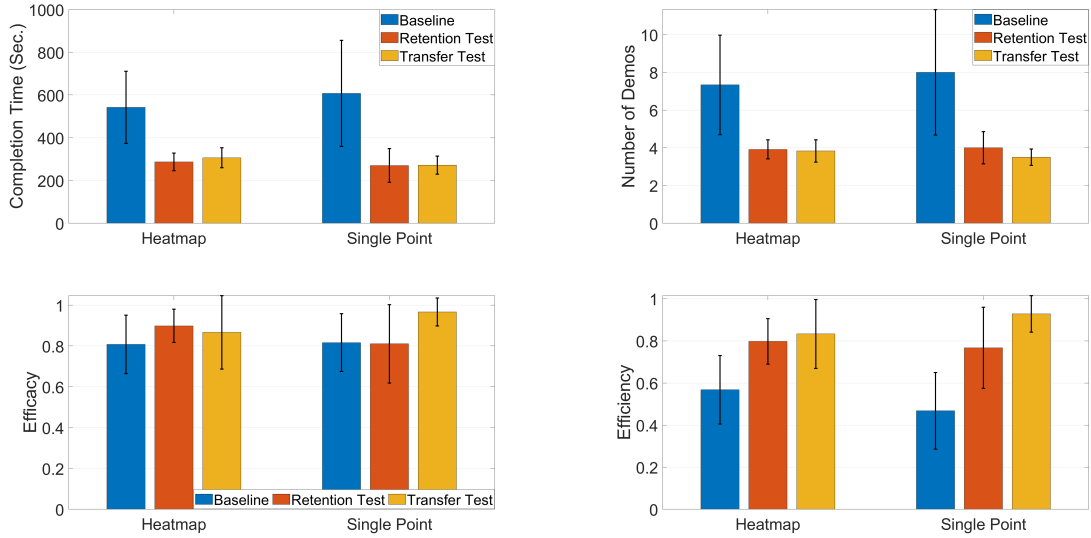 Completion Time (Sec.)
1000
800
600
400
200
0
Baseline
Retention Test
Transfer Test
Heatmap
Single Point
Number of Demos
10
8
6
4
2
0
Baseline
Retention Test
Transfer Test
Heatmap
Single Point
Efficacy
1
0.8
0.6
0.4
0.2
0
Baseline Retention Test Transfer Test
Heatmap
Single Point
Efficiency
1
0.8
0.6
0.4
0.2
0
Heatmap
Single Point